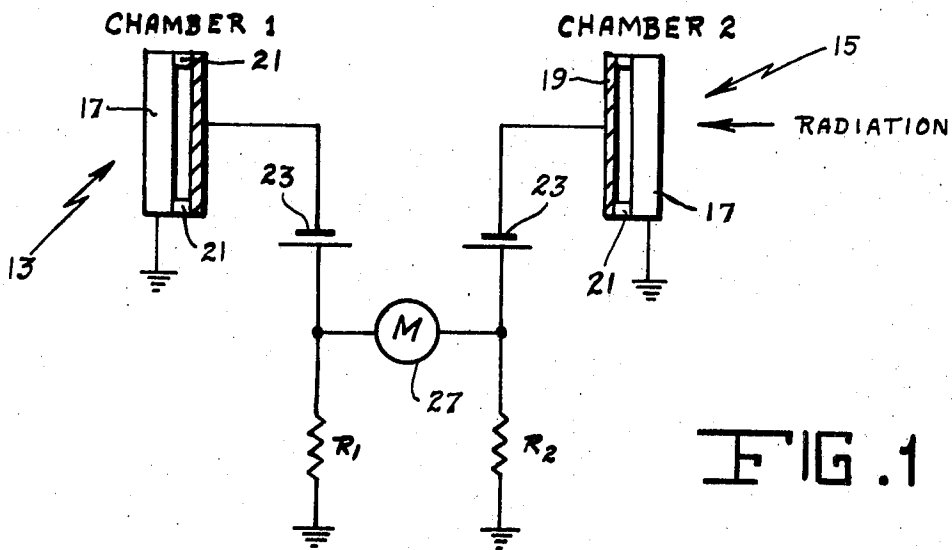 CHAMBER 1
CHAMBER 2
21
15
17
19
RADIATION
23
23
17
21
21
13
M
27
R1
R2
FIG.1